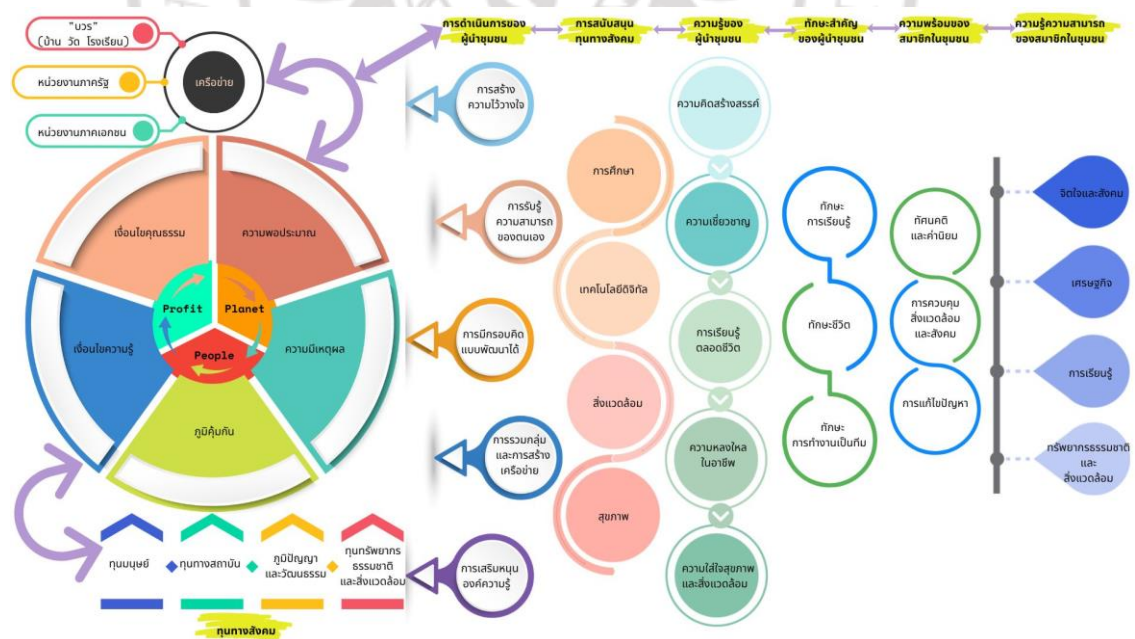 "บวร"
(บ้าน วัด โรงเรียน)
หน่วยงานภาครัฐ
หน่วยงานภาคเอกชน
เครือข่าย
เงื่อนไขคุณธรรม
ความพอประมาณ
เงื่อนไขความรู้
ความมีเหตุผล
ภูมิคุ้มกัน
Profit
Planet
People
ทุนมนุษย์
ทุนทางสถาบัน
ภูมิปัญญา
และวัฒนธรรม
ทุนทรัพยากร
ธรรมชาติ
และสิ่งแวดล้อม
ทุนทางสังคม
การดำเนินการของ
ผู้นำชุมชน
การสร้าง
ความไว้วางใจ
การรับรู้
ความสามารถ
ของตนเอง
การมีกรอบคิด
แบบพัฒนาได้
การรวมกลุ่ม
และการสร้าง
เครือข่าย
การเสริมหนุน
องค์ความรู้
การสนับสนุน
ทุนทางสังคม
การศึกษา
เทคโนโลยีดิจิทัล
สิ่งแวดล้อม
สุขภาพ
ความรู้ของ
ผู้นำชุมชน
ความคิดสร้างสรรค์
ความเชี่ยวชาญ
การเรียนรู้
ตลอดชีวิต
ความหลงใหล
ในอาชีพ
ความใส่ใจสุขภาพ
และสิ่งแวดล้อม
ทักษะสำคัญ
ของผู้นำชุมชน
ทักษะ
การเรียนรู้
ทักษะชีวิต
ทักษะ
การทำงานเป็นทีม
ความพร้อมของ
สมาชิกในชุมชน
ทัศนคติ
และค่านิยม
การควบคุม
สิ่งแวดล้อม
และสังคม
การแก้ไขปัญหา
ความรู้ความสามารถ
ของสมาชิกในชุมชน
จิตใจและสังคม
เศรษฐกิจ
การเรียนรู้
ทรัพยากรธรรมชาติ
และ
สิ่งแวดล้อม